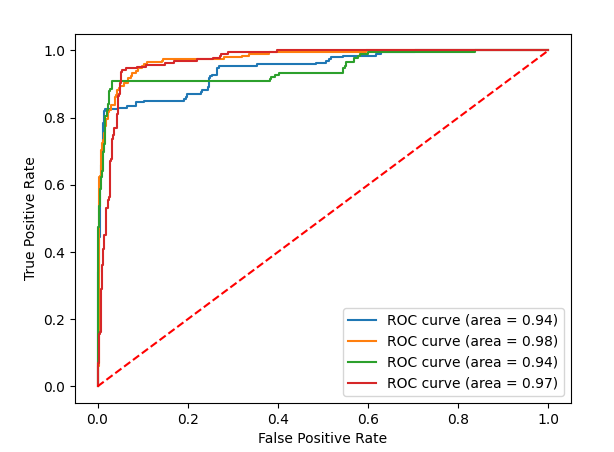 1.0
0.8
0.6
0.4
0.2
0.0
True Positive Rate
0.0 0.2 0.4 0.6 0.8 1.0
False Positive Rate
ROC curve (area = 0.94)
ROC curve (area = 0.98)
ROC curve (area = 0.94)
ROC curve (area = 0.97)